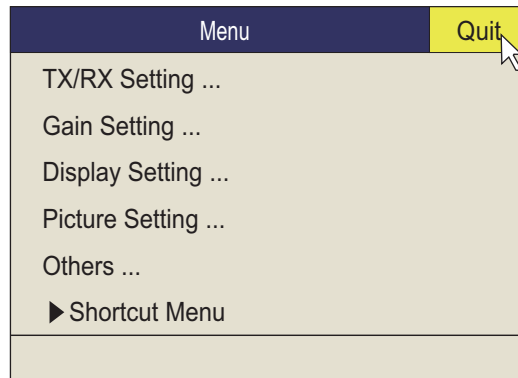 Menu Quit
TX/RX Setting ...
Gain Setting ...
Display Setting ...
Picture Setting ...
Others ...
▶Shortcut Menu